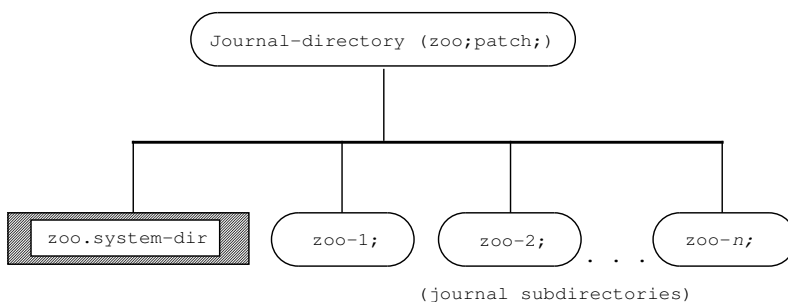 Journal-directory (zoo;patch;)
zoo.system-dir
zoo-1;
zoo-2;
. . .
zoo-n;
(journal subdirectories)